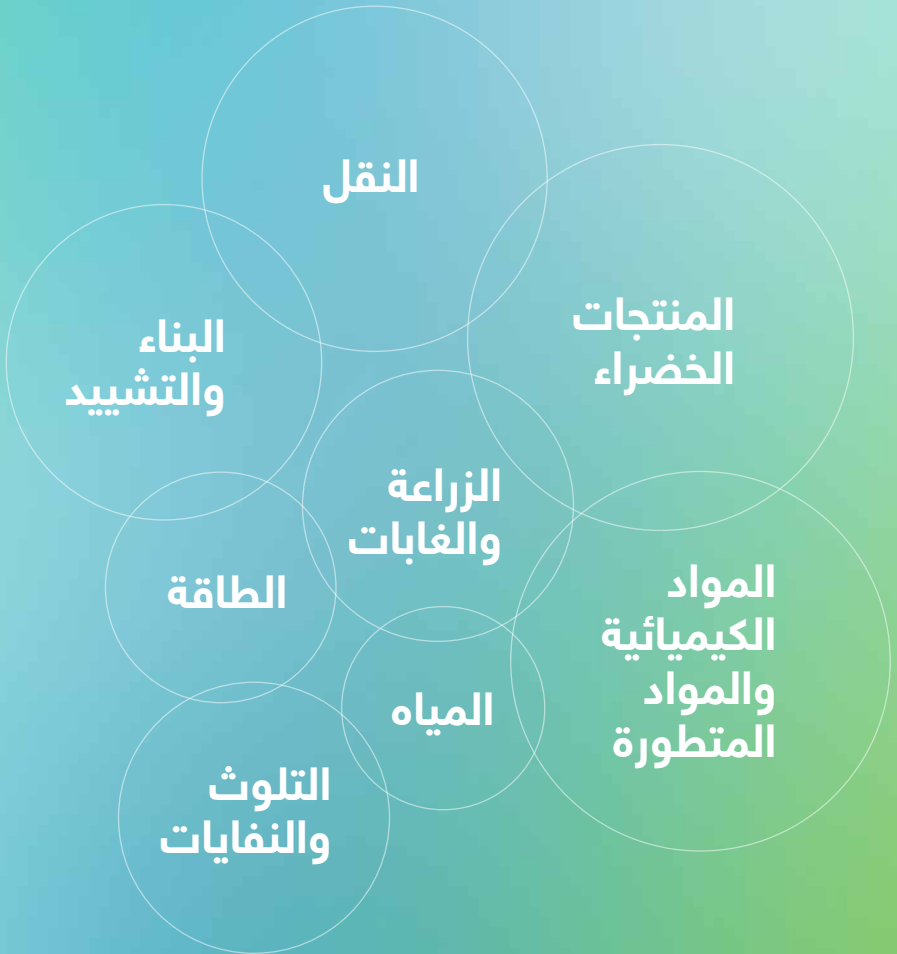 النقل
المنتجات
الخضراء
البناء
والتشييد
الزراعة
والغابات
الطاقة
المواد
الكيميائية
والمواد
المتطورة
المياه
التلوث
والنفايات